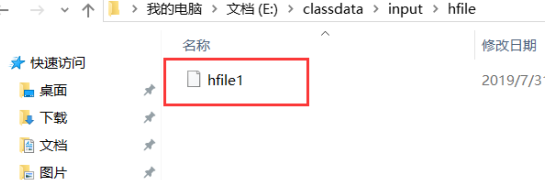 我的电脑 > 文档 (E:) > classdata > input > hfile
名称 修改日期
快速访问
hfile1 2019/7/31
桌面
下载
文档
图片